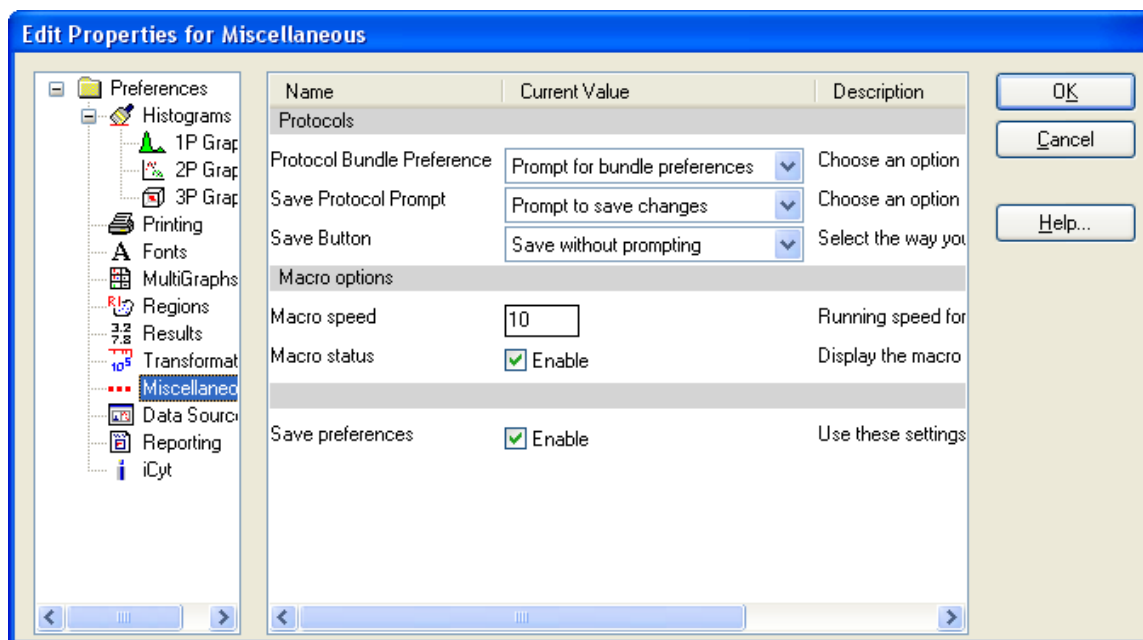 Edit Properties for Miscellaneous
Preferences
Histograms
1P Grap
2P Grap
3P Grap
Printing
Fonts
MultiGraphs
Regions
Results
Transformat
Miscellaneo
Data Sourc
Reporting
iCyt
Name Current Value Description
Protocols
Protocol Bundle Preference Prompt for bundle preferences Choose an option
Save Protocol Prompt Prompt to save changes Choose an option
Save Button Save without prompting Select the way you
Macro options
Macro speed 10 Running speed for
Macro status Enable Display the macro
Save preferences Enable Use these settings
OK
Cancel
Help...